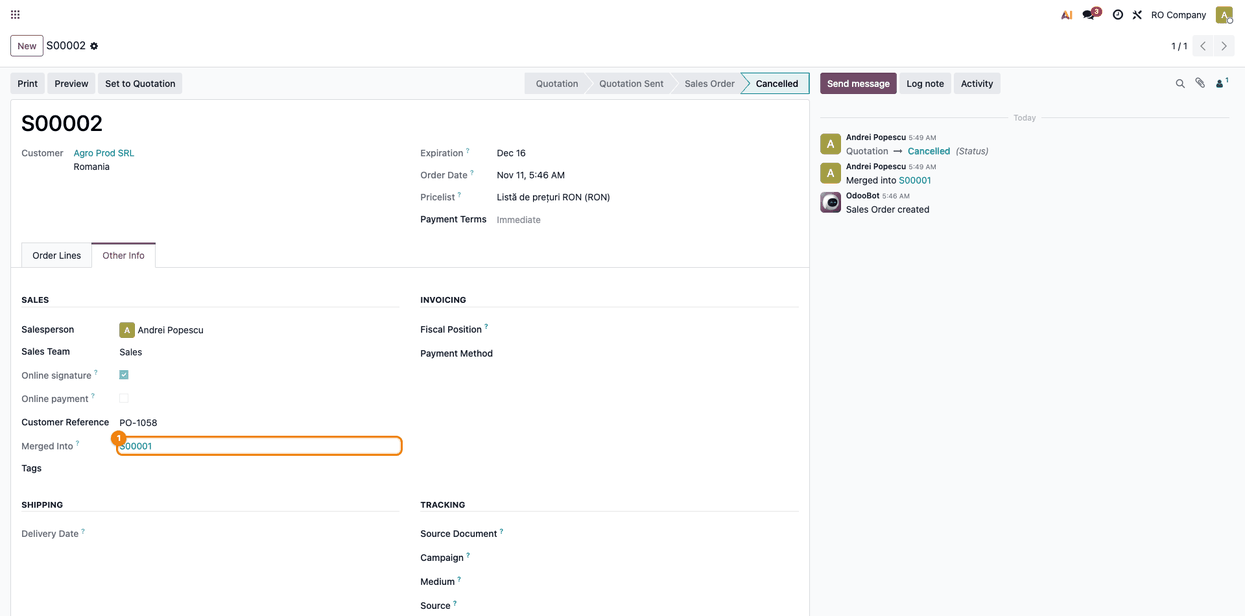 AI 3 RO Company A
New S00002 1 / 1
Print Preview Set to Quotation Quotation Quotation Sent Sales Order Cancelled Send message Log note Activity 1
S00002
Customer Agro Prod SRL
Romania
Expiration ? Dec 16
Order Date ? Nov 11, 5:46 AM
Pricelist ? Listă de prețuri RON (RON)
Payment Terms Immediate
Order Lines Other Info
SALES
Salesperson A Andrei Popescu
Sales Team Sales
Online signature ?
Online payment ?
Customer Reference PO-1058
1
Merged Into ? S00001
Tags
INVOICING
Fiscal Position ?
Payment Method
SHIPPING
Delivery Date ?
TRACKING
Source Document ?
Campaign ?
Medium ?
Source ?
Today
A Andrei Popescu 5:49 AM
Quotation → Cancelled (Status)
A Andrei Popescu 5:49 AM
Merged into S00001
OdooBot 5:46 AM
Sales Order created